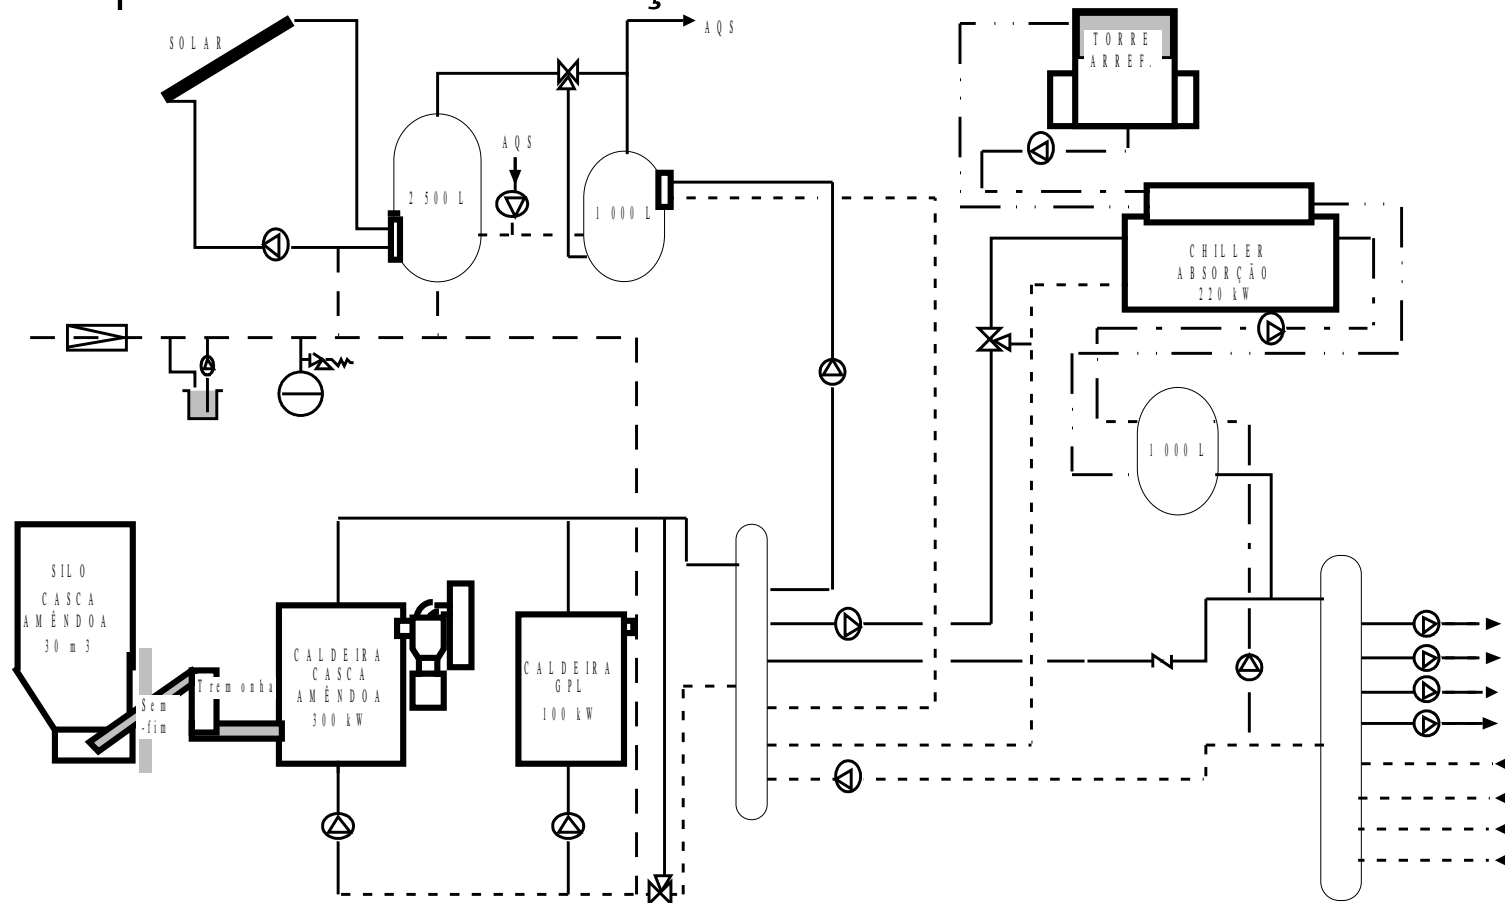 SOLAR
AQS
TORRE
ARREF.
AQS
2 500 L
1 000 L
CHILLER
ABSORÇÃO
220 kW
1 000 L
SILO
CASCA
AMÊNDOA
30 m3
Sem
-fim
Tremonha
CALDEIRA
CASCA
AMÊNDOA
300 kW
CALDEIRA
GPL
100 kW